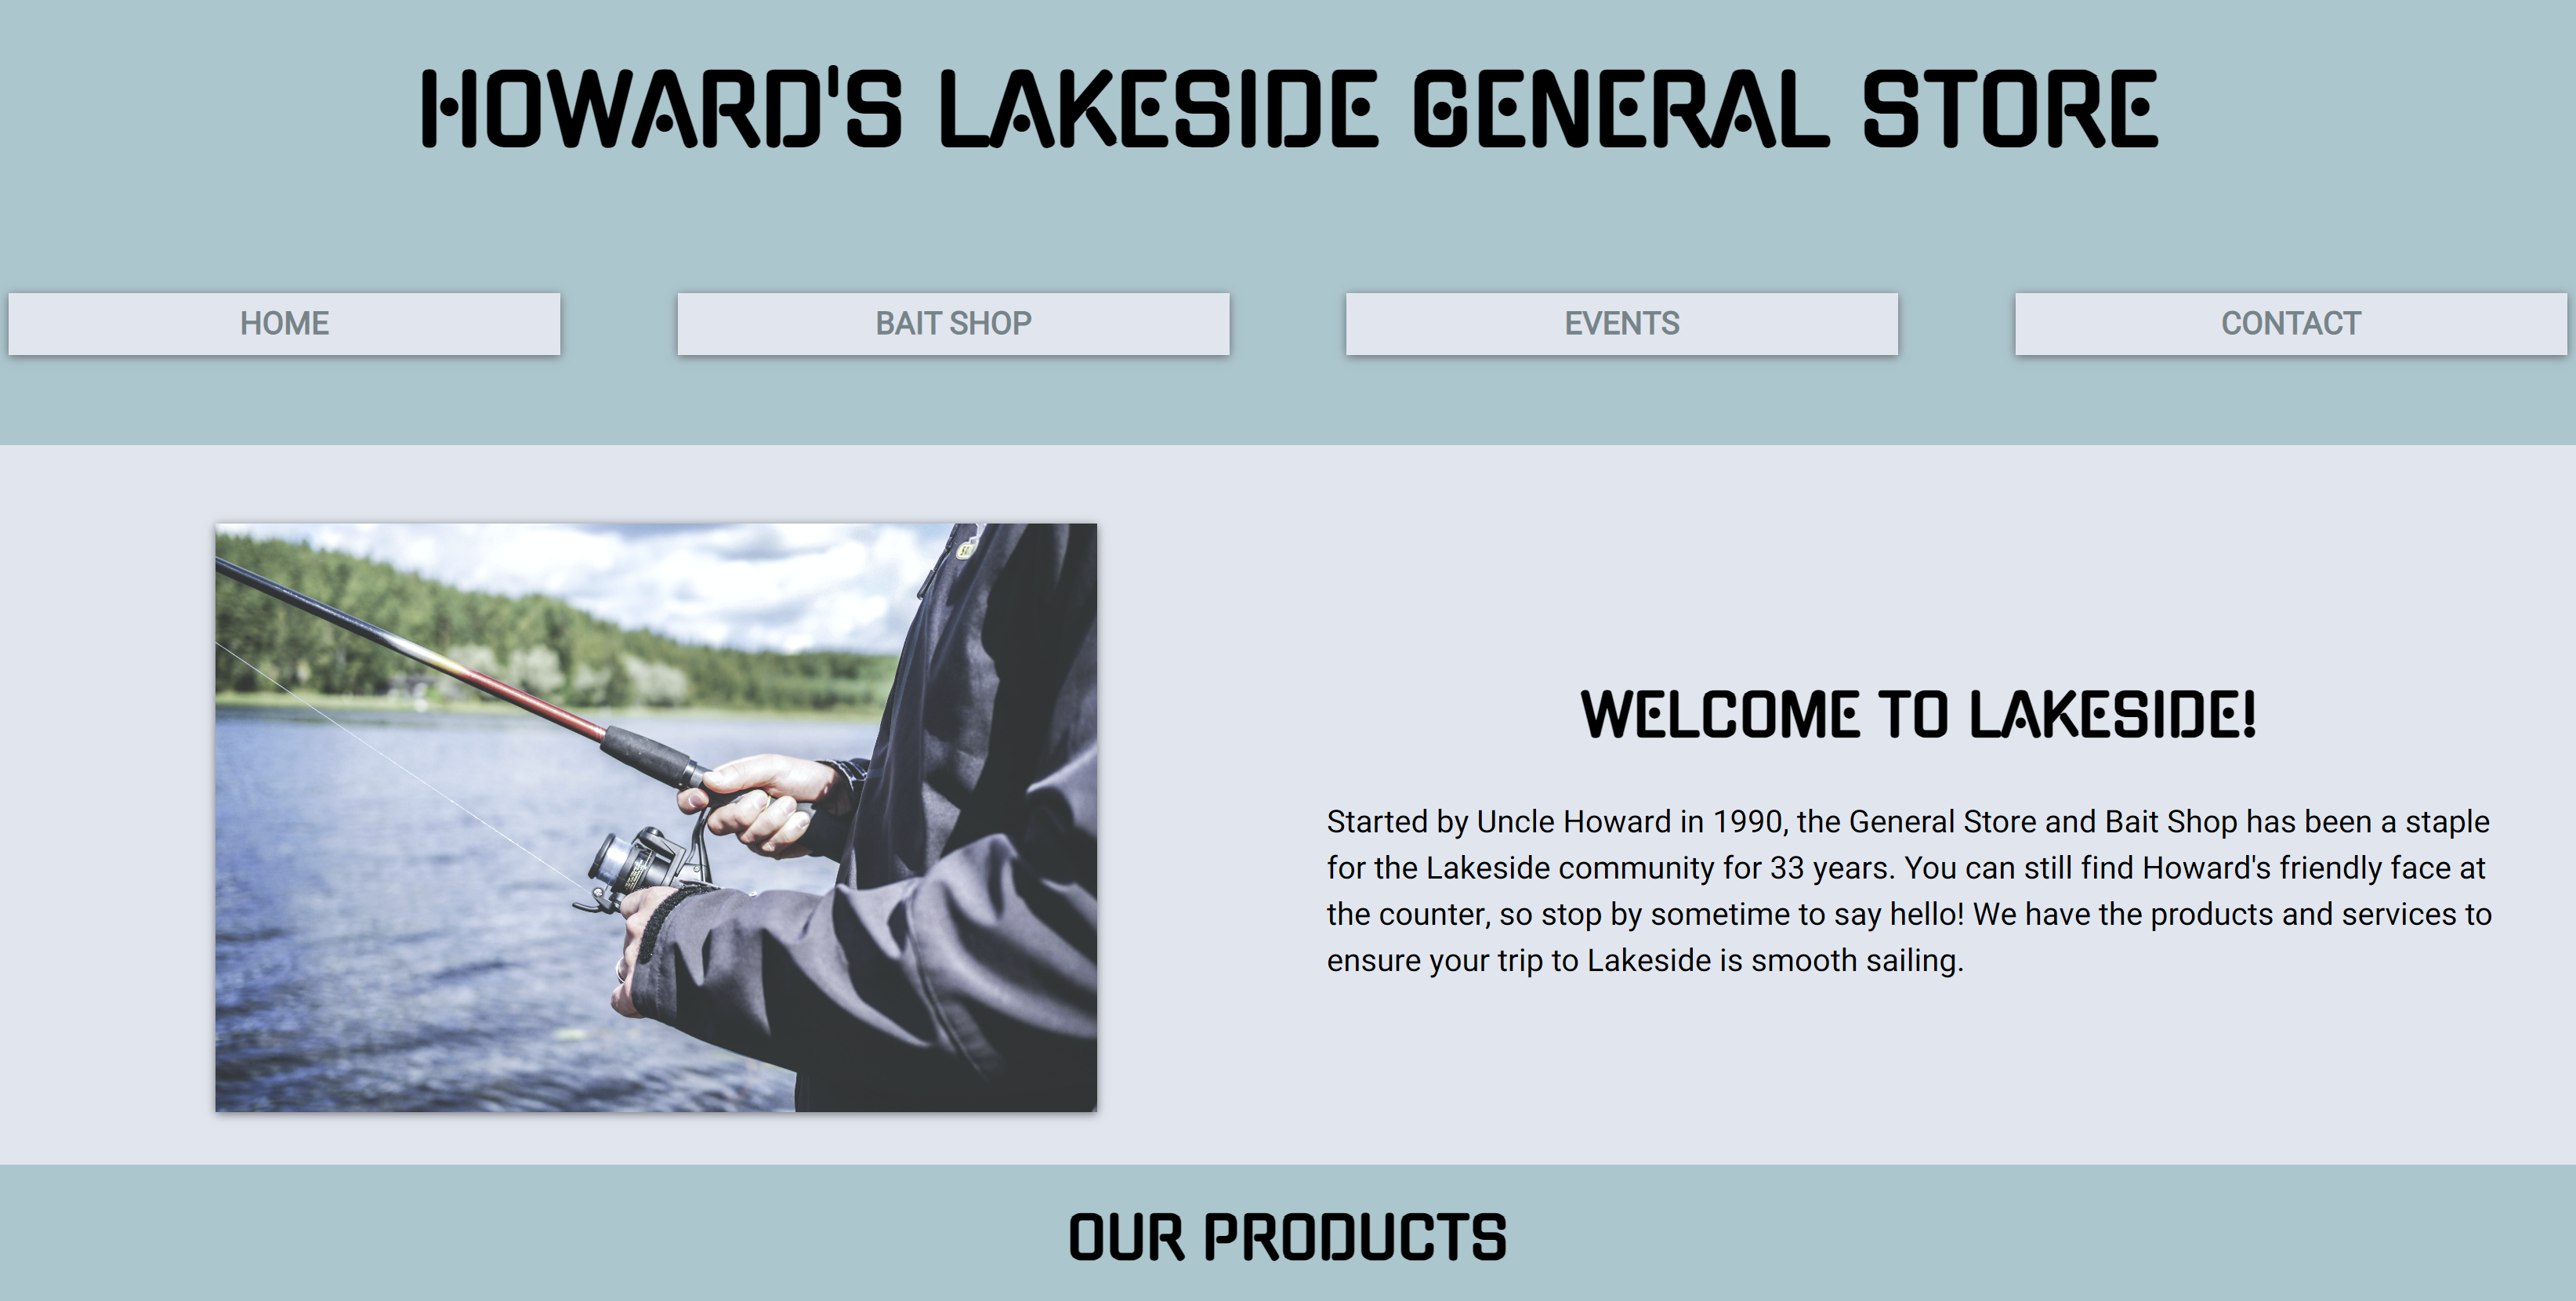 HOWARD'S LAKESIDE GENERAL STORE
HOME
BAIT SHOP
EVENTS
CONTACT
WELCOME TO LAKESIDE!
Started by Uncle Howard in 1990, the General Store and Bait Shop has been a staple
for the Lakeside community for 33 years. You can still find Howard's friendly face at
the counter, so stop by sometime to say hello! We have the products and services to
ensure your trip to Lakeside is smooth sailing.
OUR PRODUCTS